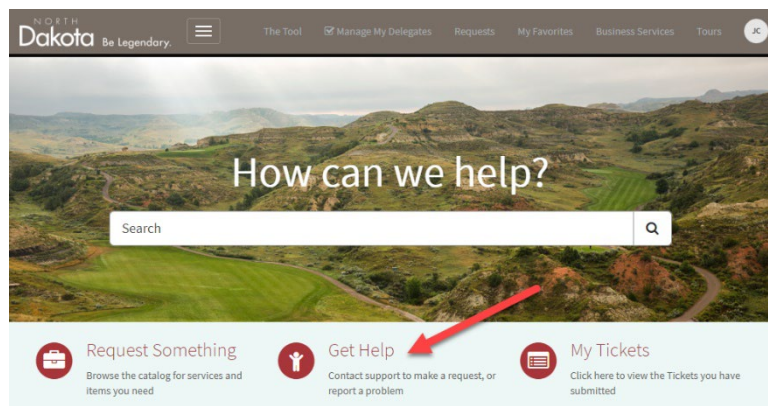 NORTH
Dakota Be Legendary.
The Tool Manage My Delegates Requests My Favorites Business Services Tours JC
How can we help?
Search
Request Something
Browse the catalog for services and
items you need
Get Help
Contact support to make a request, or
report a problem
My Tickets
Click here to view the Tickets you have
submitted